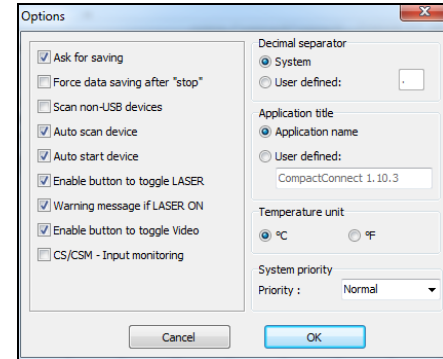 Options
Ask for saving
Force data saving after "stop"
Scan non-USB devices
Auto scan device
Auto start device
Enable button to toggle LASER
Warning message if LASER ON
Enable button to toggle Video
CS/CSM - Input monitoring
Decimal separator
System
User defined: .
Application title
Application name
User defined:
CompactConnect 1.10.3
Temperature unit
°C °F
System priority
Priority : Normal
Cancel OK